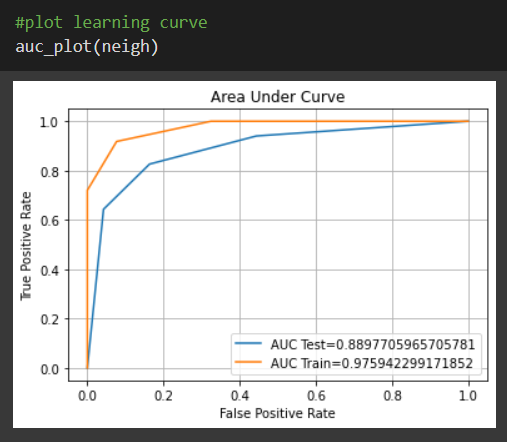 #plot learning curve
auc_plot(neigh)
Area Under Curve
True Positive Rate
1.0
0.8
0.6
0.4
0.2
0.0
AUC Test=0.8897705965705781
AUC Train=0.975942299171852
0.0 0.2 0.4 0.6 0.8 1.0
False Positive Rate